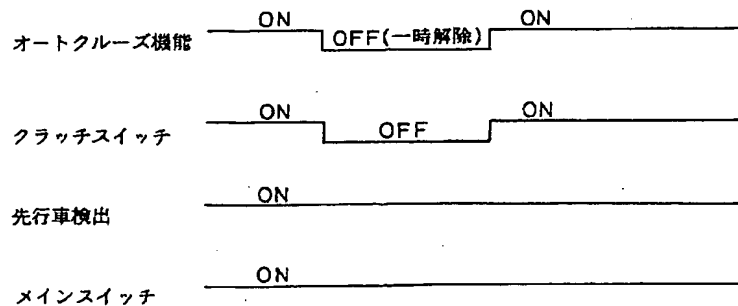 ON ON
オートクルーズ機能 OFF(一時解除)
ON ON
クラッチスイッチ OFF
ON
先行車検出
ON
メインスイッチ